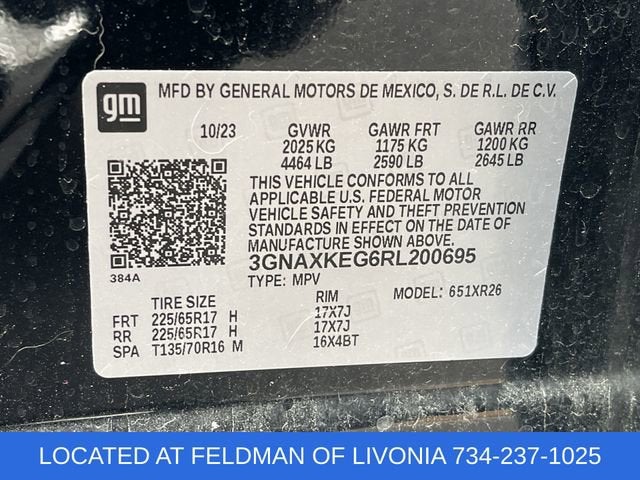 gm
MFD BY GENERAL MOTORS DE MEXICO, S. DE R.L. DE C.V.
10/23 GVWR GAWR FRT GAWR RR
2025 KG 1175 KG 1200 KG
4464 LB 2590 LB 2645 LB
THIS VEHICLE CONFORMS TO ALL
APPLICABLE U.S. FEDERAL MOTOR
VEHICLE SAFETY AND THEFT PREVENTION
STANDARDS IN EFFECT ON THE DATE OF
MANUFACTURE SHOWN ABOVE.
3GNAXKEG6RL200695
384A TYPE: MPV MODEL: 651XR26
TIRE SIZE RIM
FRT 225/65R17 H 17X7J
RR 225/65R17 H 17X7J
SPA T135/70R16 M 16X4BT
LOCATED AT FELDMAN OF LIVONIA 734-237-1025